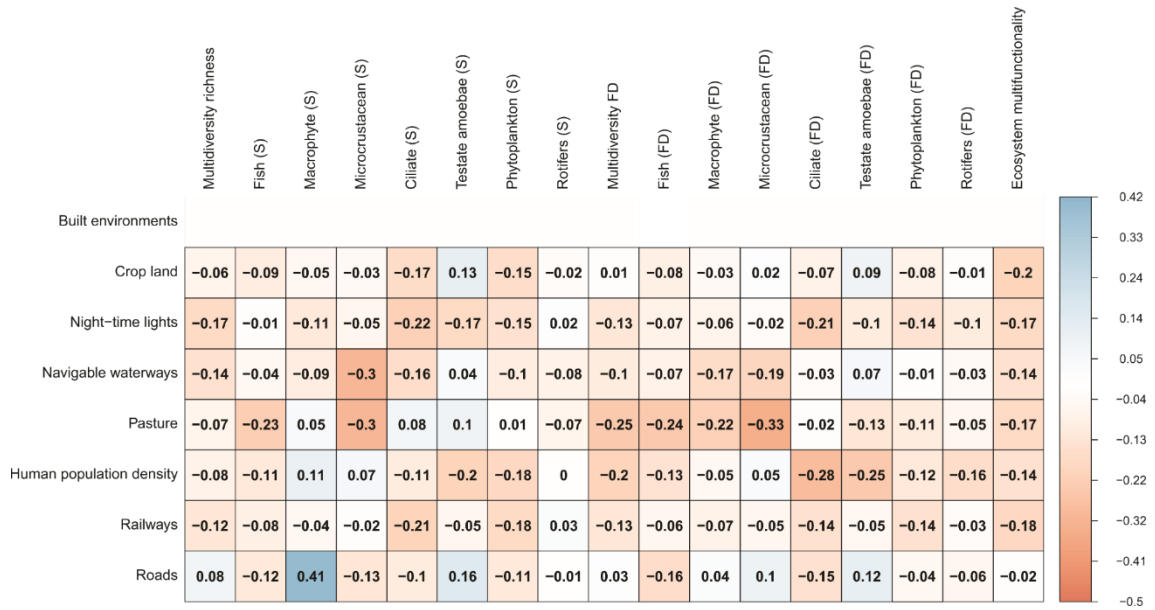 Multidiversity richness
Fish (S)
Macrophyte (S)
Microcrustacean (S)
Ciliate (S)
Testate amoebae (S)
Phytoplankton (S)
Rotifers (S)
Multidiversity FD
Fish (FD)
Macrophyte (FD)
Microcrustacean (FD)
Ciliate (FD)
Testate amoebae (FD)
Phytoplankton (FD)
Rotifers (FD)
Ecosystem multifunctionality
Built environments
Crop land −0.06 −0.09 −0.05 −0.03 −0.17 0.13 −0.15 −0.02 0.01 −0.08 −0.03 0.02 −0.07 0.09 −0.08 −0.01 −0.2
Night−time lights −0.17 −0.01 −0.11 −0.05 −0.22 −0.17 −0.15 0.02 −0.13 −0.07 −0.06 −0.02 −0.21 −0.1 −0.14 −0.1 −0.17
Navigable waterways −0.14 −0.04 −0.09 −0.3 −0.16 0.04 −0.1 −0.08 −0.1 −0.07 −0.17 −0.19 −0.03 0.07 −0.01 −0.03 −0.14
Pasture −0.07 −0.23 0.05 −0.3 0.08 0.1 0.01 −0.07 −0.25 −0.24 −0.22 −0.33 −0.02 −0.13 −0.11 −0.05 −0.17
Human population density −0.08 −0.11 0.11 0.07 −0.11 −0.2 −0.18 0 −0.2 −0.13 −0.05 0.05 −0.28 −0.25 −0.12 −0.16 −0.14
Railways −0.12 −0.08 −0.04 −0.02 −0.21 −0.05 −0.18 0.03 −0.13 −0.06 −0.07 −0.05 −0.14 −0.05 −0.14 −0.03 −0.18
Roads 0.08 −0.12 0.41 −0.13 −0.1 0.16 −0.11 −0.01 0.03 −0.16 0.04 0.1 −0.15 0.12 −0.04 −0.06 −0.02
0.42
0.33
0.24
0.14
0.05
−0.04
−0.13
−0.22
−0.32
−0.41
−0.5